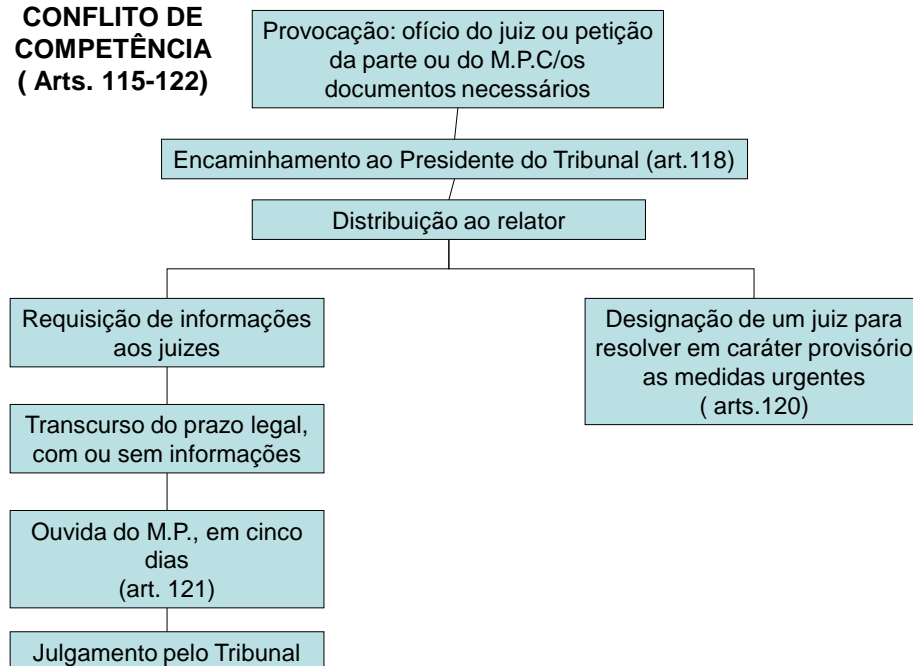 CONFLITO DE
COMPETÊNCIA
( Arts. 115-122)
Provocação: ofício do juiz ou petição
da parte ou do M.P.C/os
documentos necessários
Encaminhamento ao Presidente do Tribunal (art.118)
Distribuição ao relator
Requisição de informações
aos juizes
Designação de um juiz para
resolver em caráter provisório
as medidas urgentes
( arts.120)
Transcurso do prazo legal,
com ou sem informações
Ouvida do M.P., em cinco
dias
(art. 121)
Julgamento pelo Tribunal